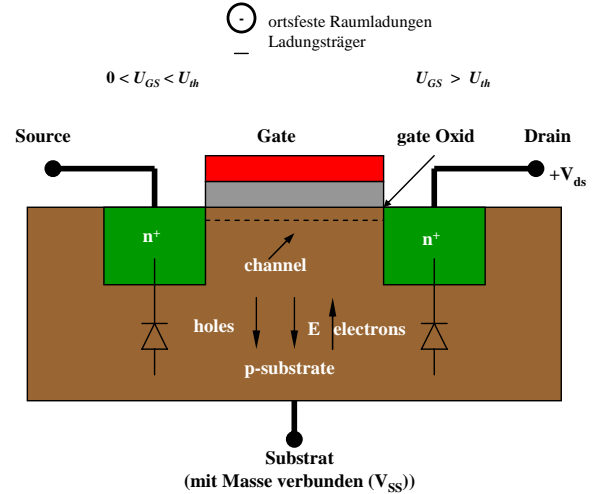 - ortsfeste Raumladungen
Ladungsträger
0 < U_GS < U_th U_GS > U_th
Source Gate gate Oxid Drain
+V_ds
n⁺ n⁺
channel
holes E electrons
p-substrate
Substrat
(mit Masse verbunden (V_SS))